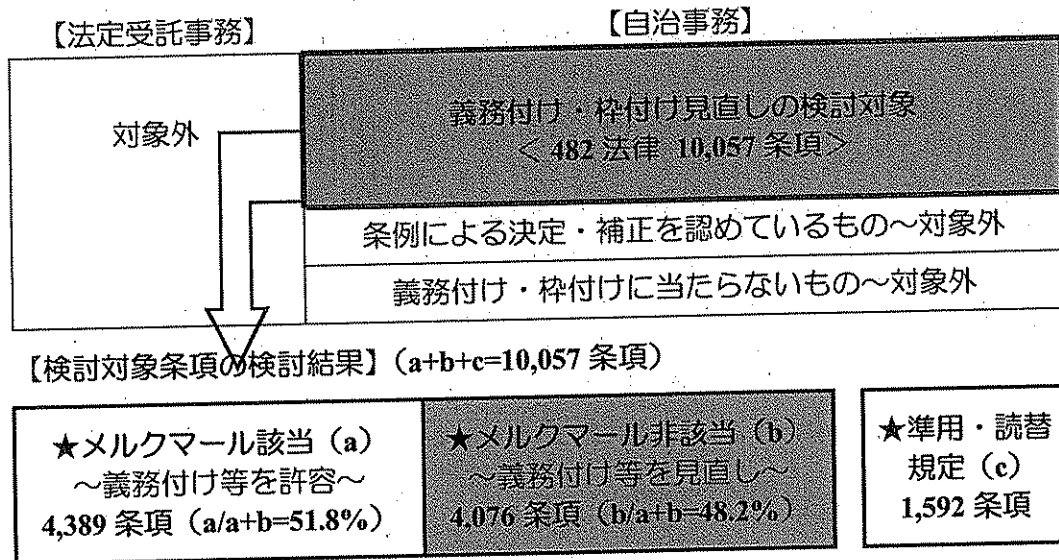 【法定受託事務】
【自治事務】
対象外
義務付け・枠付け見直しの検討対象
< 482 法律 10,057 条項>
条例による決定・補正を認めているもの～対象外
義務付け・枠付けに当たらないもの～対象外
【検討対象条項の検討結果】（a+b+c=10,057 条項）
★メルクマール該当（a）
～義務付け等を許容～
4,389 条項（a/a+b=51.8%）
★メルクマール非該当（b）
～義務付け等を見直し～
4,076 条項（b/a+b=48.2%）
★準用・読替
規定（c）
1,592 条項